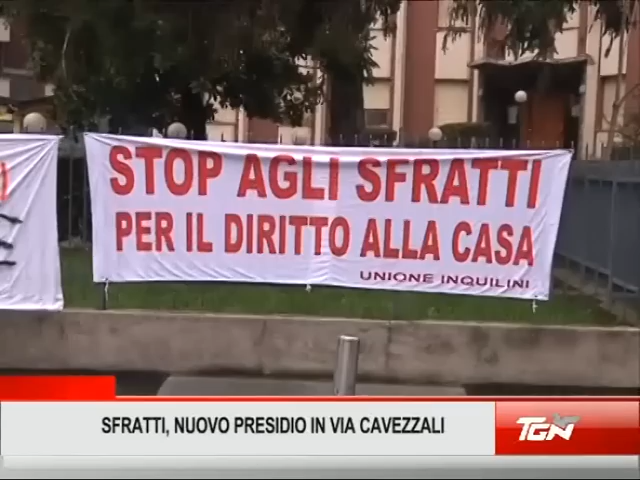 STOP AGLI SFRATTI
PER IL DIRITTO ALLA CASA
UNIONE INQUILINI
SFRATTI, NUOVO PRESIDIO IN VIA CAVEZZALI
TGN